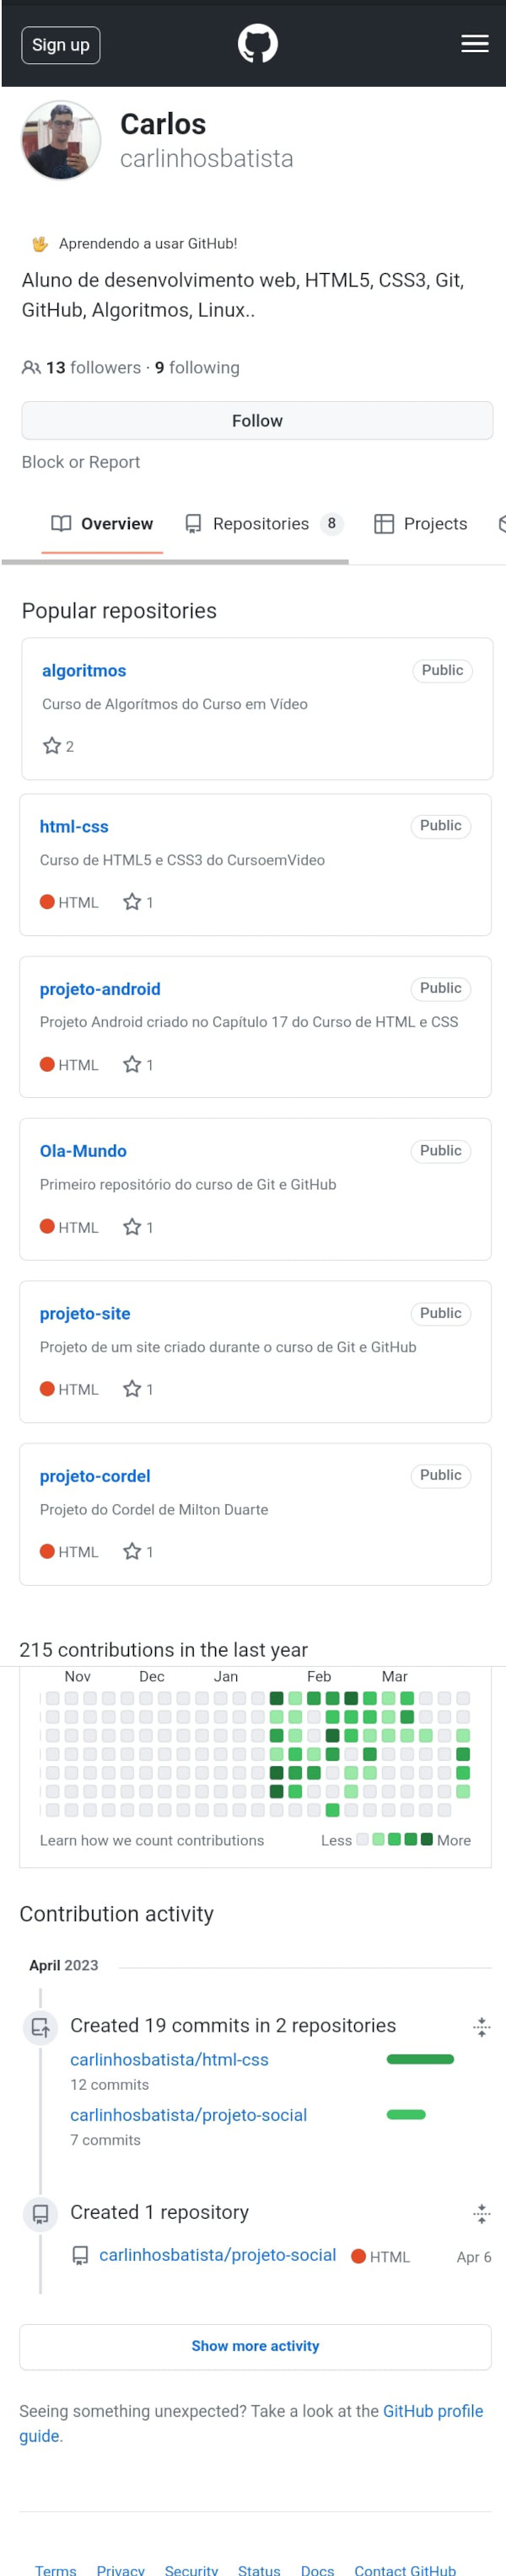 Sign up
Carlos
carlinhosbatista
Aprendendo a usar GitHub!
Aluno de desenvolvimento web, HTML5, CSS3, Git,
GitHub, Algoritmos, Linux..
13 followers · 9 following
Follow
Block or Report
Overview Repositories 8 Projects
Popular repositories
algoritmos Public
Curso de Algorítmos do Curso em Vídeo
2
html-css Public
Curso de HTML5 e CSS3 do CursoemVideo
HTML 1
projeto-android Public
Projeto Android criado no Capítulo 17 do Curso de HTML e CSS
HTML 1
Ola-Mundo Public
Primeiro repositório do curso de Git e GitHub
HTML 1
projeto-site Public
Projeto de um site criado durante o curso de Git e GitHub
HTML 1
projeto-cordel Public
Projeto do Cordel de Milton Duarte
HTML 1
215 contributions in the last year
Nov Dec Jan Feb Mar
Learn how we count contributions Less More
Contribution activity
April 2023
Created 19 commits in 2 repositories
carlinhosbatista/html-css
12 commits
carlinhosbatista/projeto-social
7 commits
Created 1 repository
carlinhosbatista/projeto-social HTML Apr 6
Show more activity
Seeing something unexpected? Take a look at the GitHub profile
guide.
Terms Privacy Security Status Docs Contact GitHub